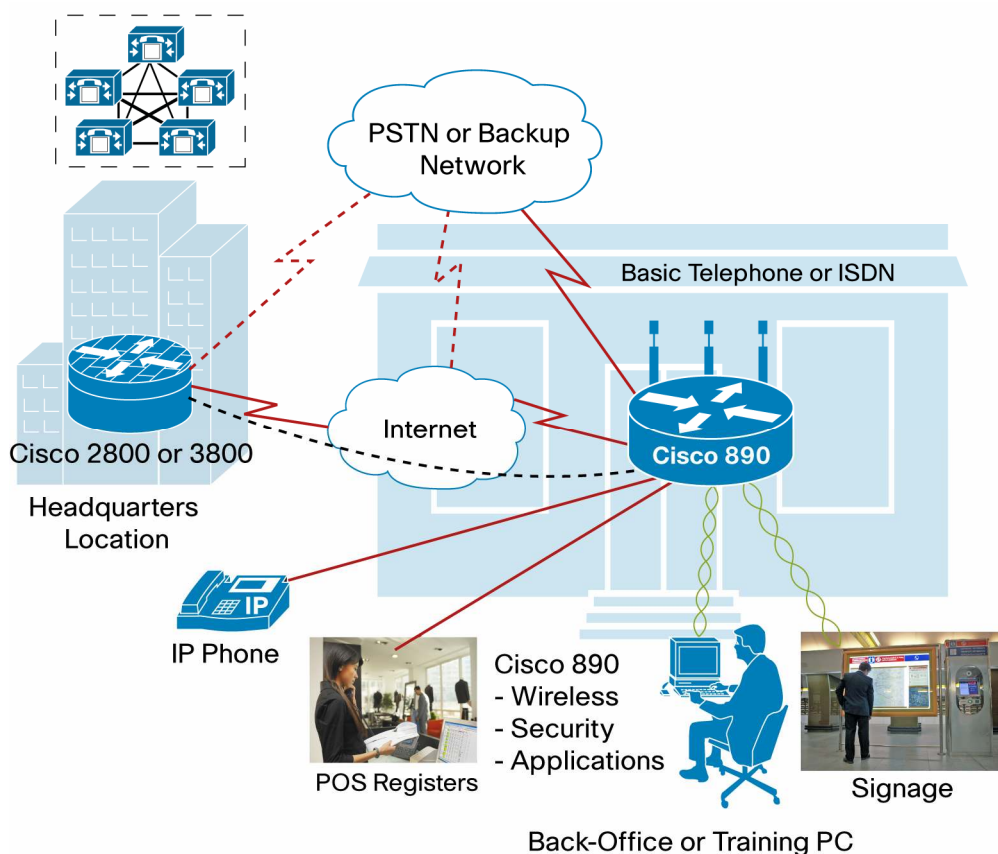 PSTN or Backup
Network
Basic Telephone or ISDN
Internet
Cisco 2800 or 3800
Cisco 890
Headquarters
Location
IP
IP Phone
Cisco 890
- Wireless
- Security
- Applications
POS Registers
Signage
Back-Office or Training PC